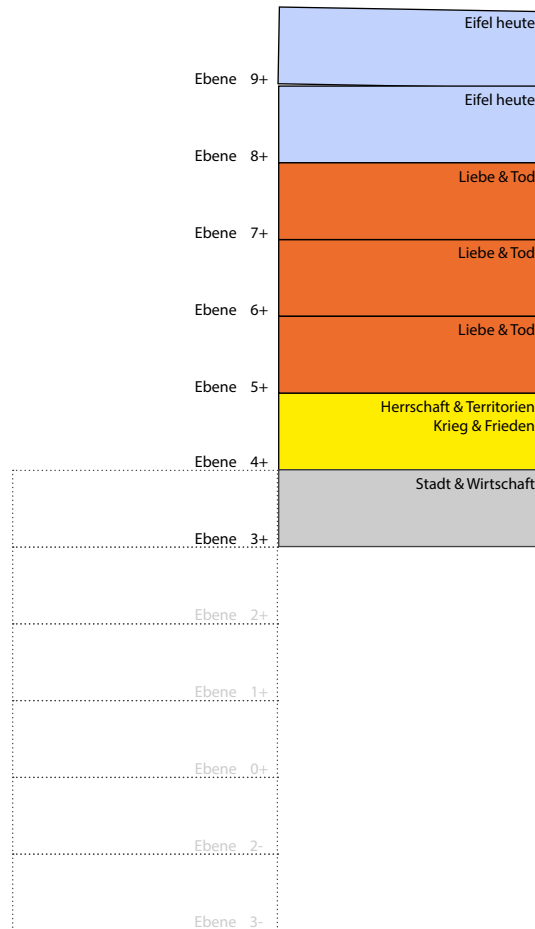 Eifel heute
Ebene 9+
Eifel heute
Ebene 8+
Liebe & Tod
Ebene 7+
Liebe & Tod
Ebene 6+
Liebe & Tod
Ebene 5+
Herrschaft & Territorien
Krieg & Frieden
Ebene 4+
Stadt & Wirtschaft
Ebene 3+
Ebene 2+
Ebene 1+
Ebene 0+
Ebene 2-
Ebene 3-